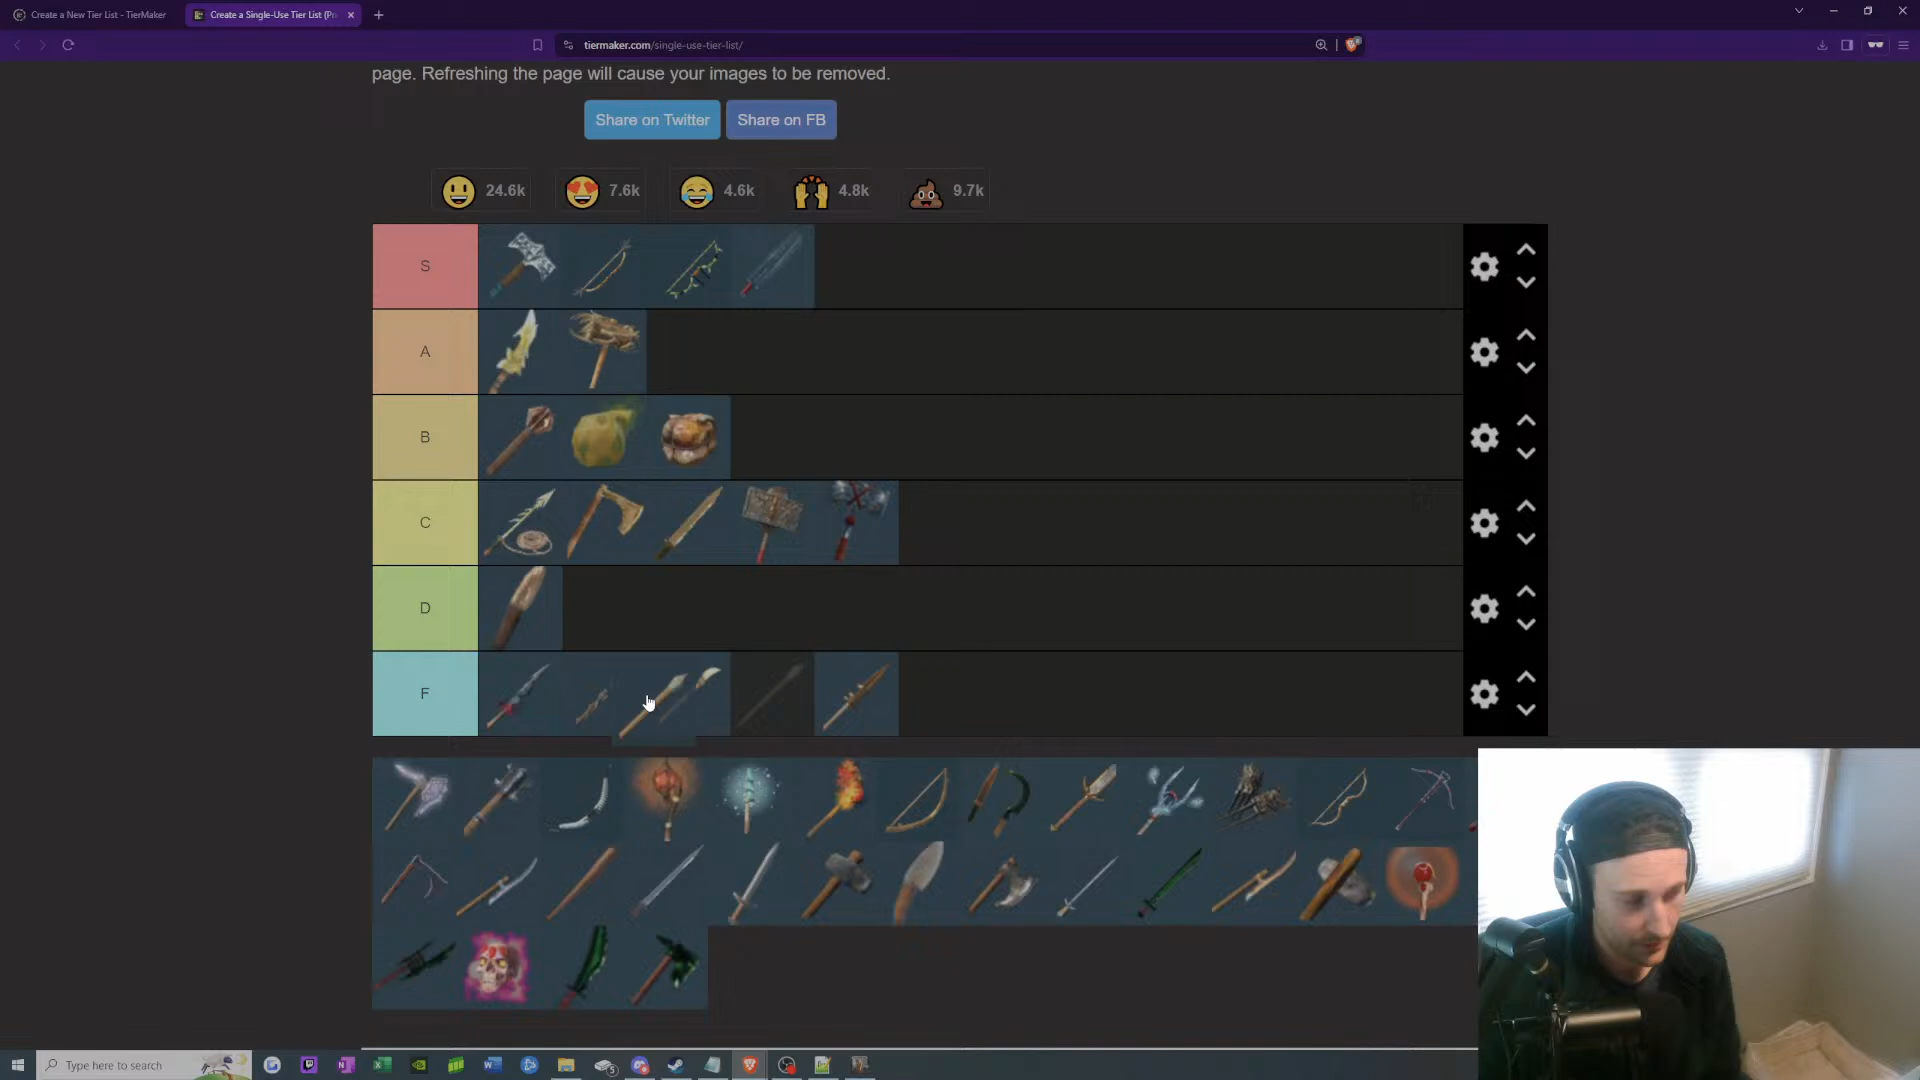 Create a New Tier List - TierMaker
Create a Single-Use Tier List (Pr
tiermaker.com/single-use-tier-list/
page. Refreshing the page will cause your images to be removed.
Share on Twitter
Share on FB
24.6k
7.6k
4.6k
4.8k
9.7k
S
A
B
C
D
F
Type here to search